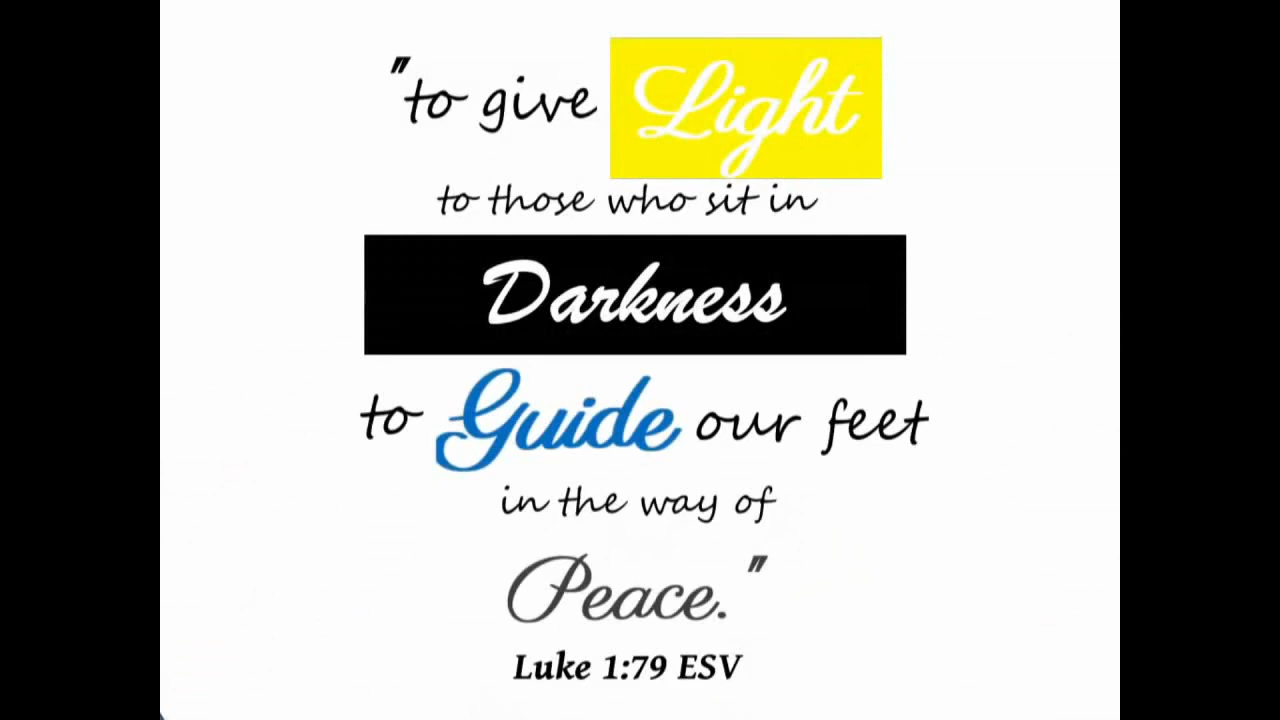 "to give Light
to those who sit in
Darkness
to Guide our feet
in the way of
Peace."
Luke 1:79 ESV